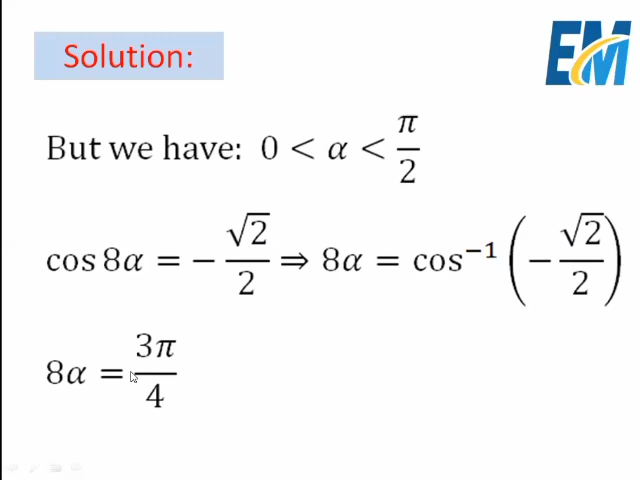 Solution:
EM
But we have: 0 < α < π/2
cos 8α = −√2/2 ⇒ 8α = cos⁻¹(−√2/2)
8α = 3π/4